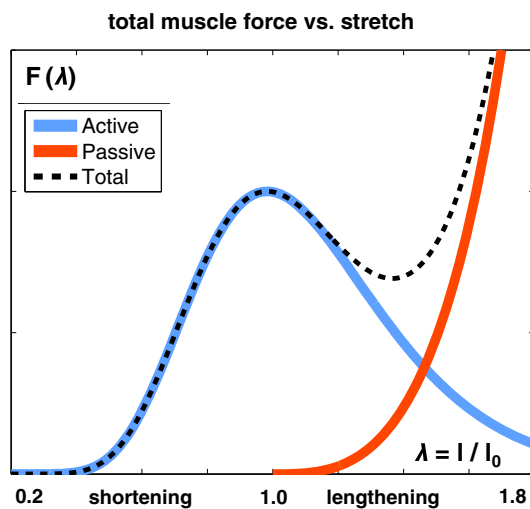 total muscle force vs. stretch
F(λ)
Active
Passive
Total
λ = l / l₀
0.2 shortening 1.0 lengthening 1.8